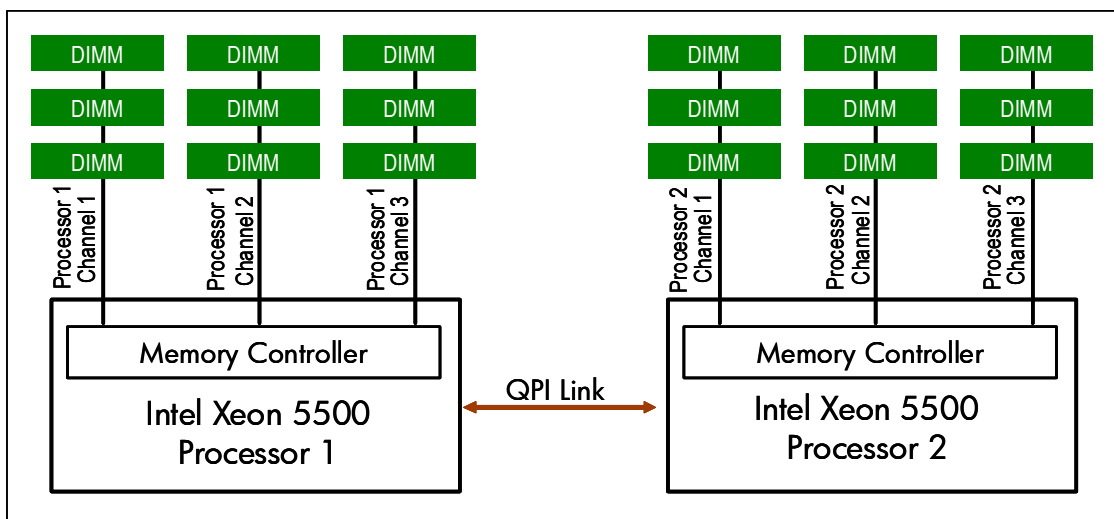 DIMM DIMM DIMM DIMM DIMM DIMM
DIMM DIMM DIMM DIMM DIMM DIMM
DIMM DIMM DIMM DIMM DIMM DIMM
Processor 1
Channel 1
Processor 1
Channel 2
Processor 1
Channel 3
Processor 2
Channel 1
Processor 2
Channel 2
Processor 2
Channel 3
Memory Controller
Intel Xeon 5500
Processor 1
QPI Link
Memory Controller
Intel Xeon 5500
Processor 2